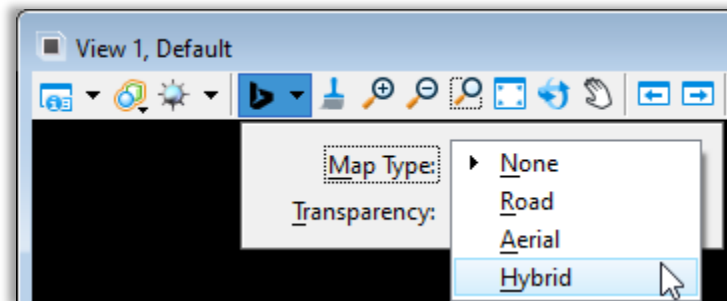 View 1, Default
Map Type:
None
Road
Transparency:
Aerial
Hybrid